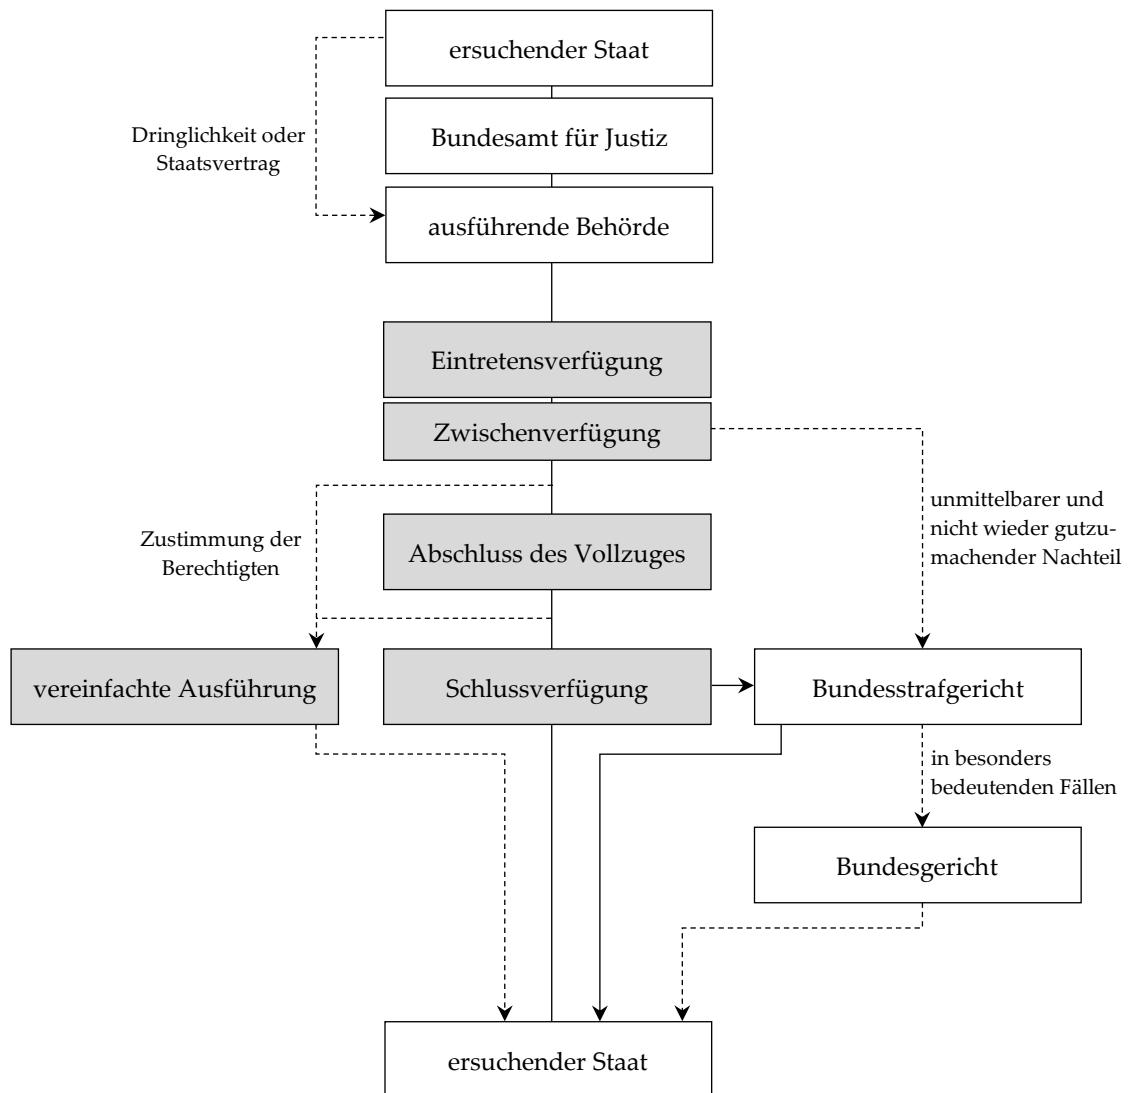 ersuchender Staat
Dringlichkeit oder
Staatsvertrag
Bundesamt für Justiz
ausführende Behörde
Eintretensverfügung
Zwischenverfügung
unmittelbarer und
nicht wieder gutzu-
machender Nachteil
Zustimmung der
Berechtigten
Abschluss des Vollzuges
vereinfachte Ausführung
Schlussverfügung
Bundesstrafgericht
in besonders
bedeutenden Fällen
Bundesgericht
ersuchender Staat